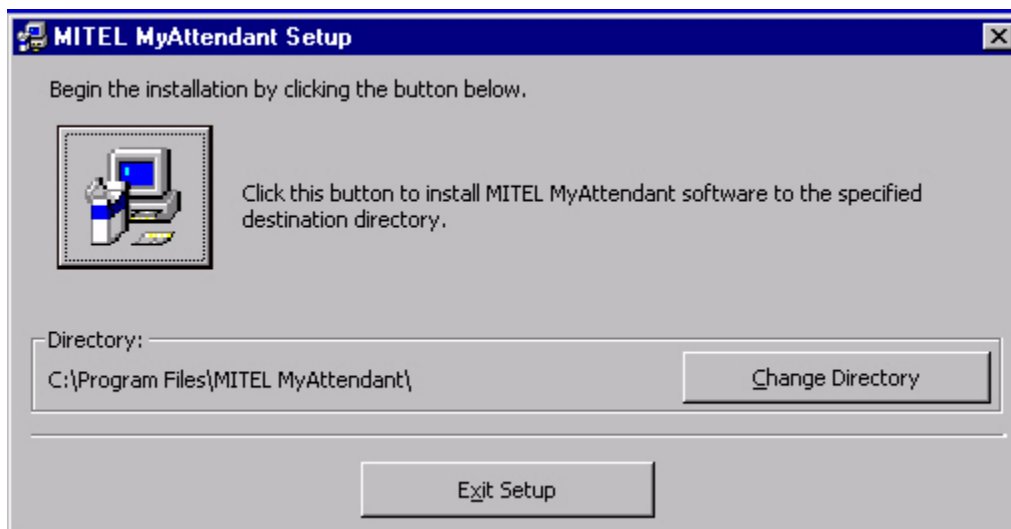 MITEL MyAttendant Setup
Begin the installation by clicking the button below.
Click this button to install MITEL MyAttendant software to the specified
destination directory.
Directory:
C:\Program Files\MITEL MyAttendant\
Change Directory
Exit Setup